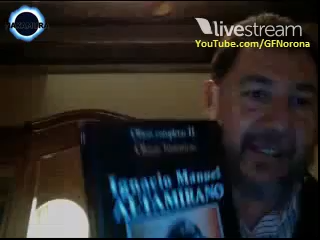 livestream
YouTube.com/GFNorona
Obras completas II
Obras históricas
Ignacio Manuel
ALTAMIRANO